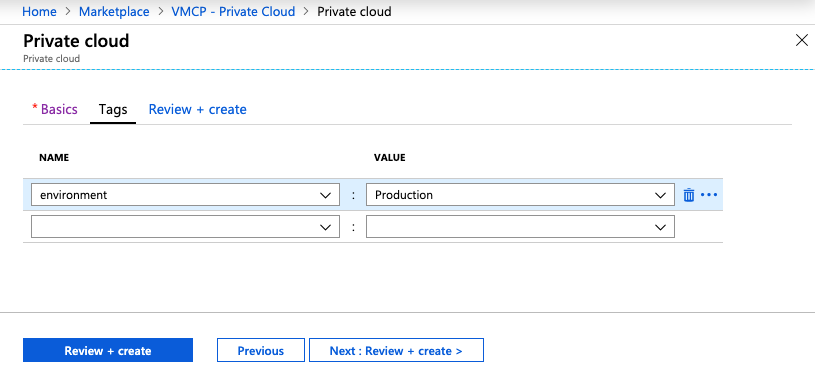 Home > Marketplace > VMCP - Private Cloud > Private cloud
Private cloud
Private cloud
* Basics Tags Review + create
NAME VALUE
environment : Production
:
Review + create Previous Next : Review + create >